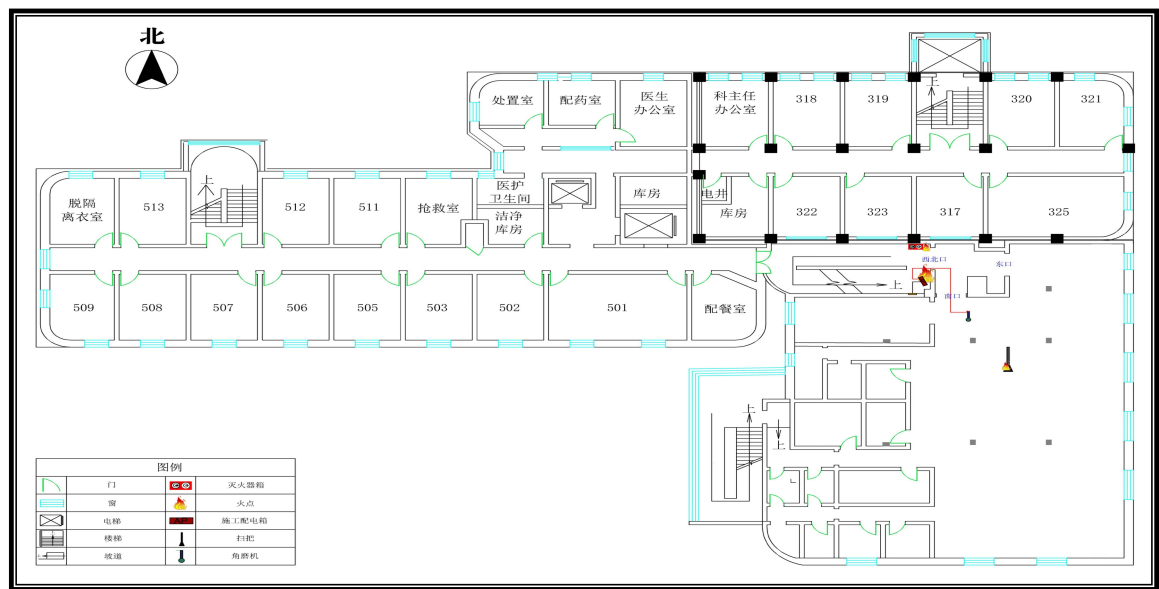 北
处置室
配药室
医生
办公室
科主任
办公室
318
319
上
320
321
脱隔
离衣室
513
上
512
511
抢救室
医护
卫生间
洁净
库房
库房
电井
库房
322
323
317
325
西北口
东口
南口
上
509
508
507
506
505
503
502
501
配餐室
上
上
图例
门
灭火器箱
窗
火点
电梯
AP
施工配电箱
楼梯
扫把
坡道
角磨机